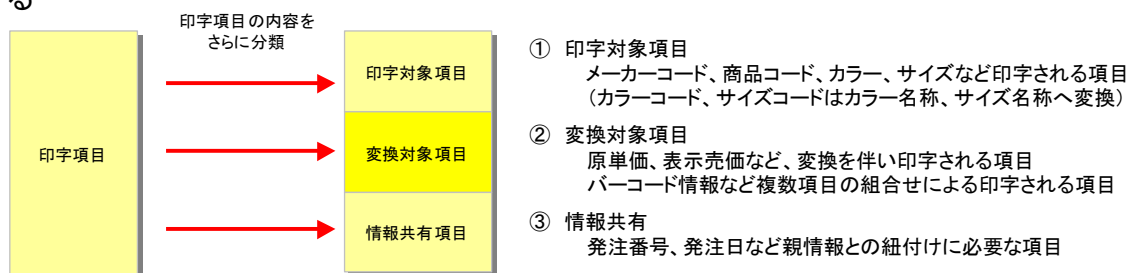 る
印字項目の内容を
さらに分類
印字項目
印字対象項目
変換対象項目
情報共有項目
① 印字対象項目
メーカーコード、商品コード、カラー、サイズなど印字される項目
(カラーコード、サイズコードはカラー名称、サイズ名称へ変換)
② 変換対象項目
原単価、表示売価など、変換を伴い印字される項目
バーコード情報など複数項目の組合せによる印字される項目
③ 情報共有
発注番号、発注日など親情報との紐付けに必要な項目